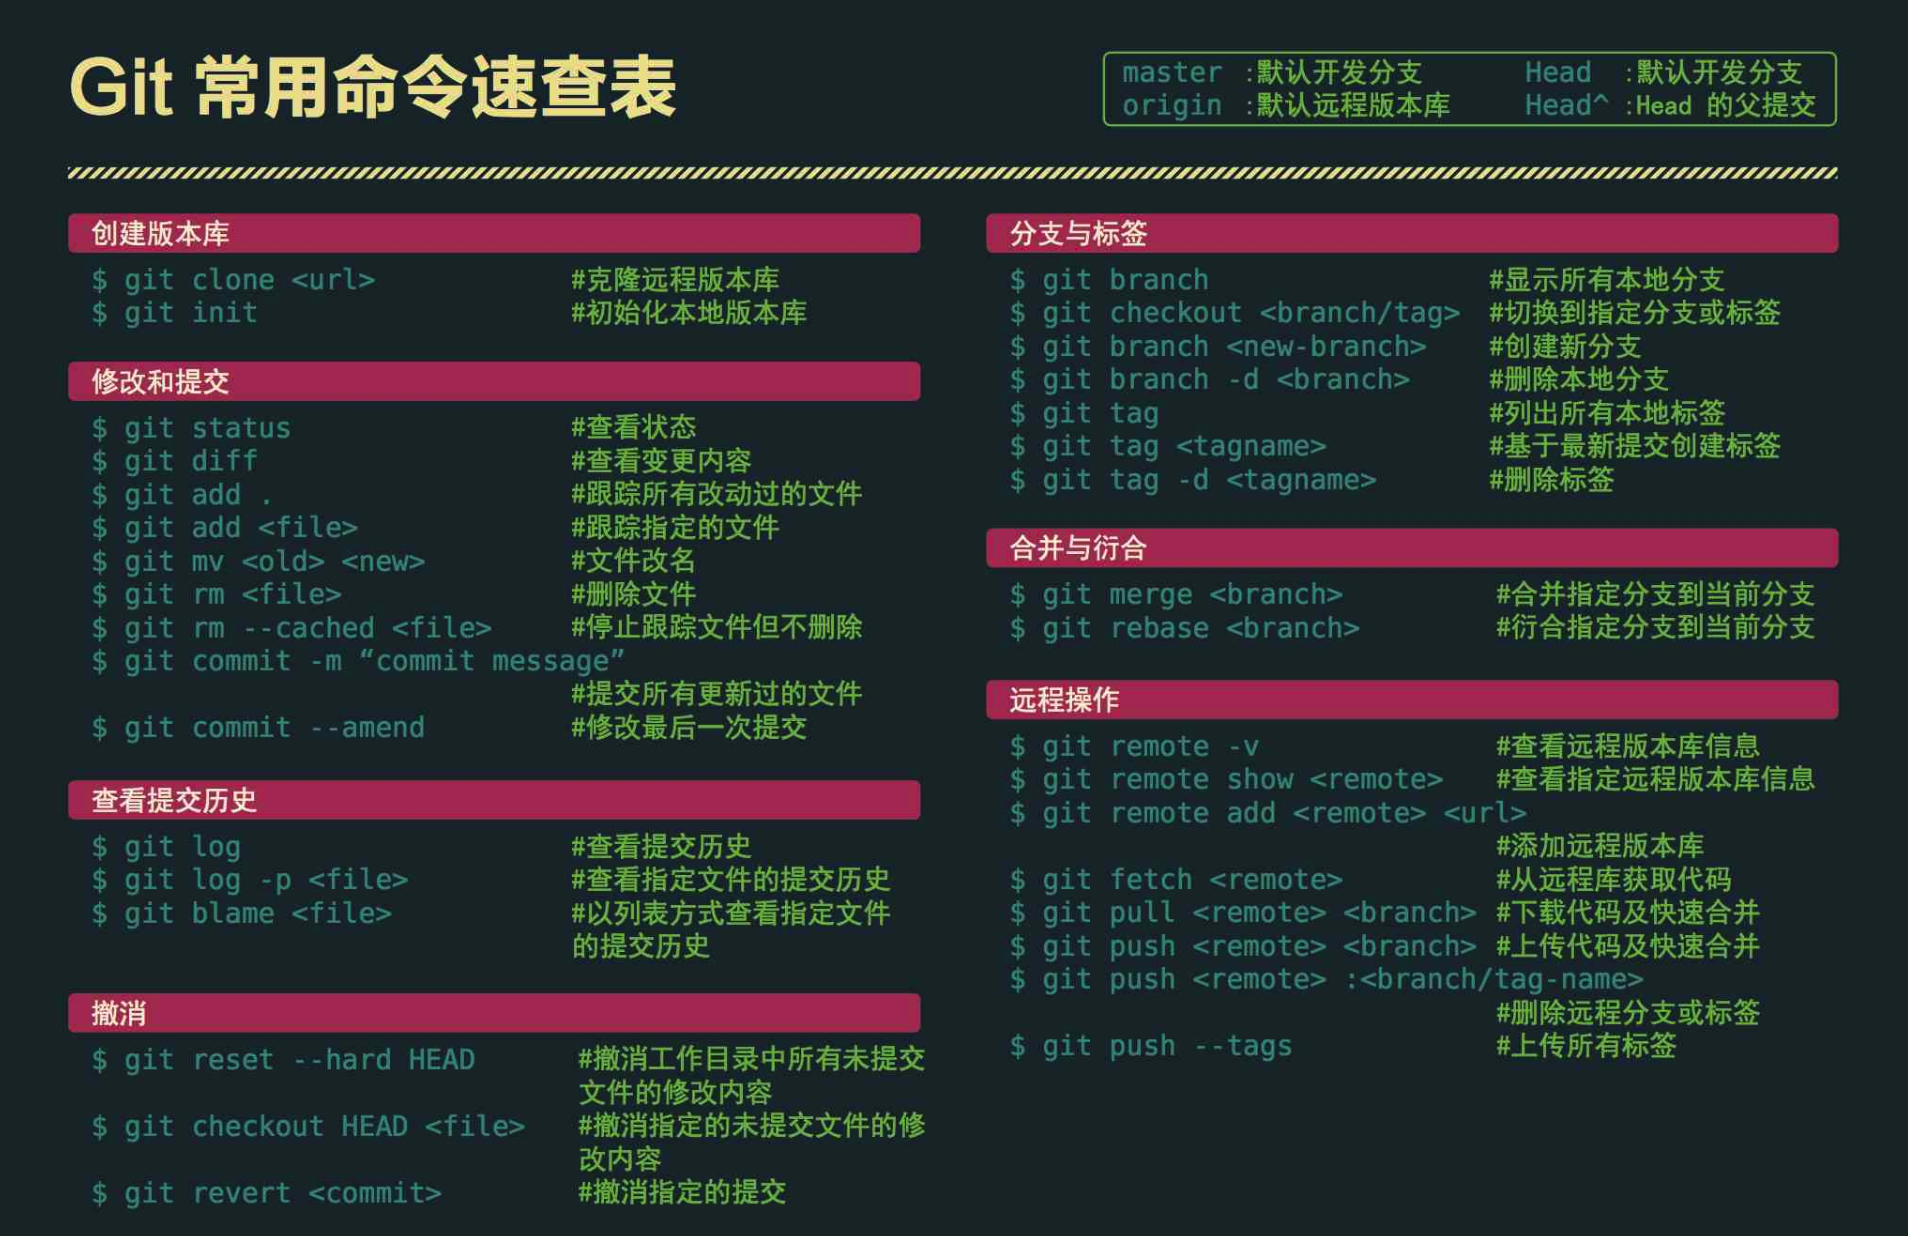 Git 常用命令速查表
master :默认开发分支 Head :默认开发分支
origin :默认远程版本库 Head^ :Head 的父提交
创建版本库
$ git clone <url> #克隆远程版本库
$ git init #初始化本地版本库
修改和提交
$ git status #查看状态
$ git diff #查看变更内容
$ git add . #跟踪所有改动过的文件
$ git add <file> #跟踪指定的文件
$ git mv <old> <new> #文件改名
$ git rm <file> #删除文件
$ git rm --cached <file> #停止跟踪文件但不删除
$ git commit -m “commit message”
#提交所有更新过的文件
$ git commit --amend #修改最后一次提交
查看提交历史
$ git log #查看提交历史
$ git log -p <file> #查看指定文件的提交历史
$ git blame <file> #以列表方式查看指定文件
的提交历史
撤消
$ git reset --hard HEAD #撤消工作目录中所有未提交
文件的修改内容
$ git checkout HEAD <file> #撤消指定的未提交文件的修
改内容
$ git revert <commit> #撤消指定的提交
分支与标签
$ git branch #显示所有本地分支
$ git checkout <branch/tag> #切换到指定分支或标签
$ git branch <new-branch> #创建新分支
$ git branch -d <branch> #删除本地分支
$ git tag #列出所有本地标签
$ git tag <tagname> #基于最新提交创建标签
$ git tag -d <tagname> #删除标签
合并与衍合
$ git merge <branch> #合并指定分支到当前分支
$ git rebase <branch> #衍合指定分支到当前分支
远程操作
$ git remote -v #查看远程版本库信息
$ git remote show <remote> #查看指定远程版本库信息
$ git remote add <remote> <url>
#添加远程版本库
$ git fetch <remote> #从远程库获取代码
$ git pull <remote> <branch> #下载代码及快速合并
$ git push <remote> <branch> #上传代码及快速合并
$ git push <remote> :<branch/tag-name>
#删除远程分支或标签
$ git push --tags #上传所有标签